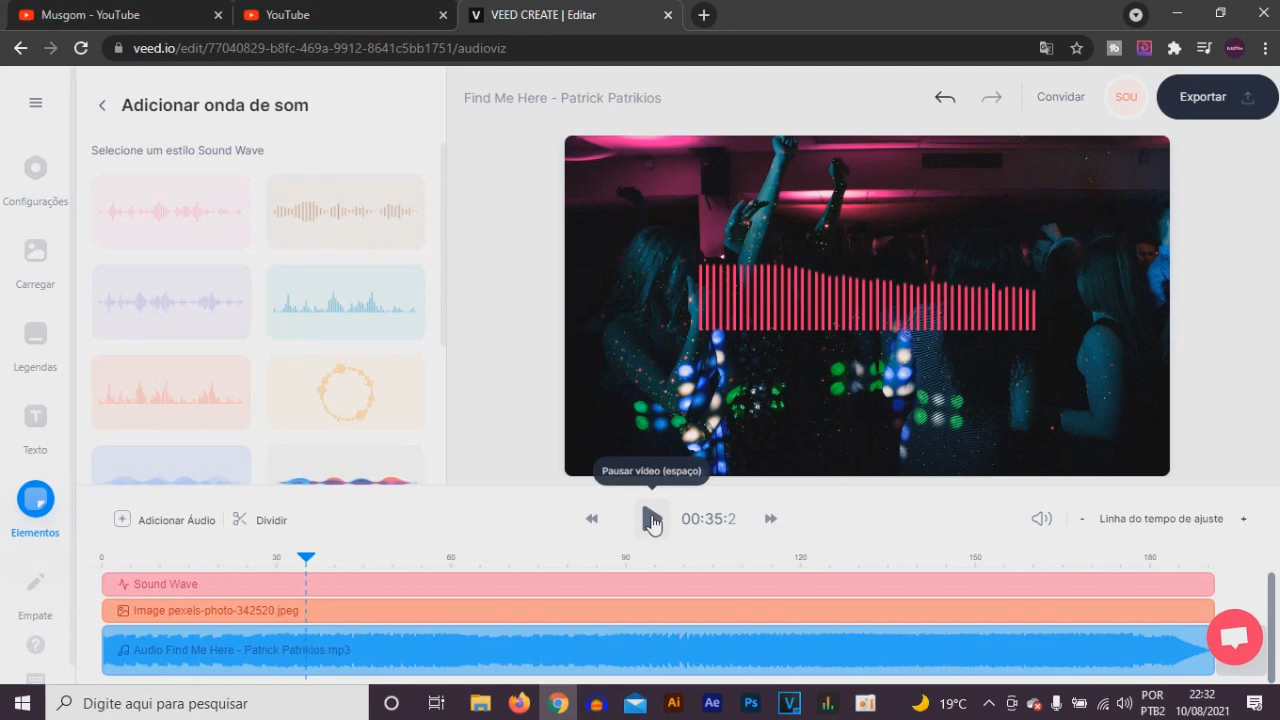 Musgom - YouTube
YouTube
VEED CREATE | Editar
veed.io/edit/77040829-b8fc-469a-9912-8641c5bb1751/audioviz
Adicionar onda de som
Find Me Here - Patrick Patrikios
Convidar
SOU
Exportar
Selecione um estilo Sound Wave
Configurações
Carregar
Legendas
Texto
Elementos
Empate
Pausar vídeo (espaço)
Adicionar Áudio
Dividir
00:35:2
- Linha do tempo de ajuste +
0 30 60 90 120 150 180
Sound Wave
Image pexels-photo-342520.jpeg
Audio Find Me Here - Patrick Patrikios.mp3
Digite aqui para pesquisar
Ai
Ae
Ps
19°C
POR
PTB2
22:32
10/08/2021